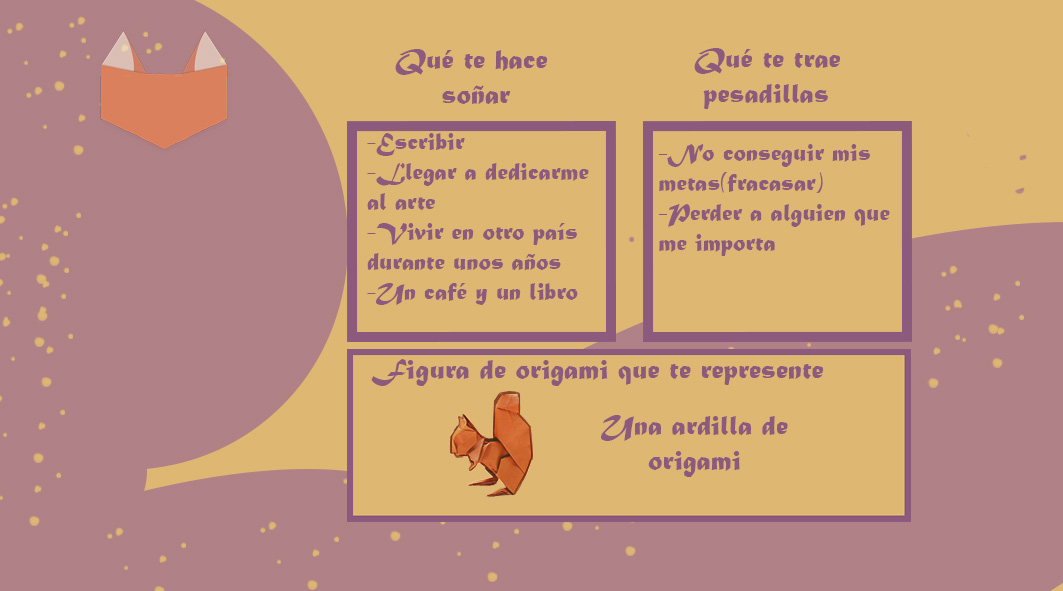 Qué te hace
soñar
-Escribir
-Llegar a dedicarme
al arte
-Vivir en otro país
durante unos años
-Un café y un libro
Qué te trae
pesadillas
-No conseguir mis
metas(fracasar)
-Perder a alguien que
me importa
Figura de origami que te represente
Una ardilla de
origami